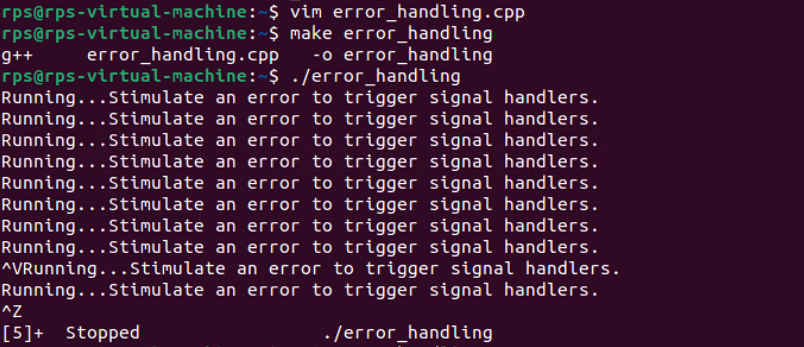 rps@rps-virtual-machine:~$ vim error_handling.cpp
rps@rps-virtual-machine:~$ make error_handling
g++     error_handling.cpp   -o error_handling
rps@rps-virtual-machine:~$ ./error_handling
Running...Stimulate an error to trigger signal handlers.
Running...Stimulate an error to trigger signal handlers.
Running...Stimulate an error to trigger signal handlers.
Running...Stimulate an error to trigger signal handlers.
Running...Stimulate an error to trigger signal handlers.
Running...Stimulate an error to trigger signal handlers.
Running...Stimulate an error to trigger signal handlers.
Running...Stimulate an error to trigger signal handlers.
^VRunning...Stimulate an error to trigger signal handlers.
Running...Stimulate an error to trigger signal handlers.
^Z
[5]+  Stopped                 ./error_handling